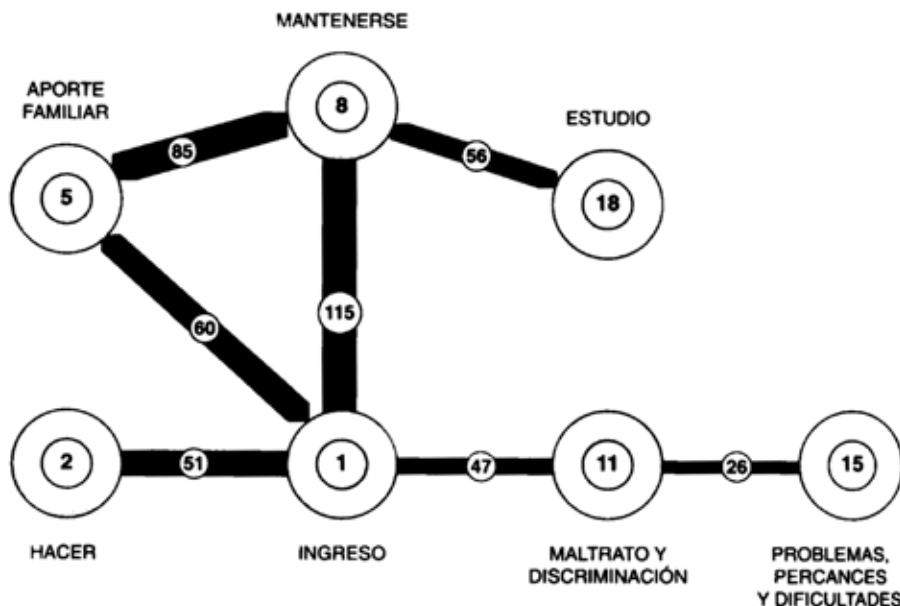 MANTENERSE
8
APORTE
FAMILIAR
5
85
56
ESTUDIO
18
60
115
2
51
1
47
11
26
15
HACER
INGRESO
MALTRATO Y
DISCRIMINACIÓN
PROBLEMAS,
PERCANCES
Y DIFICULTADES